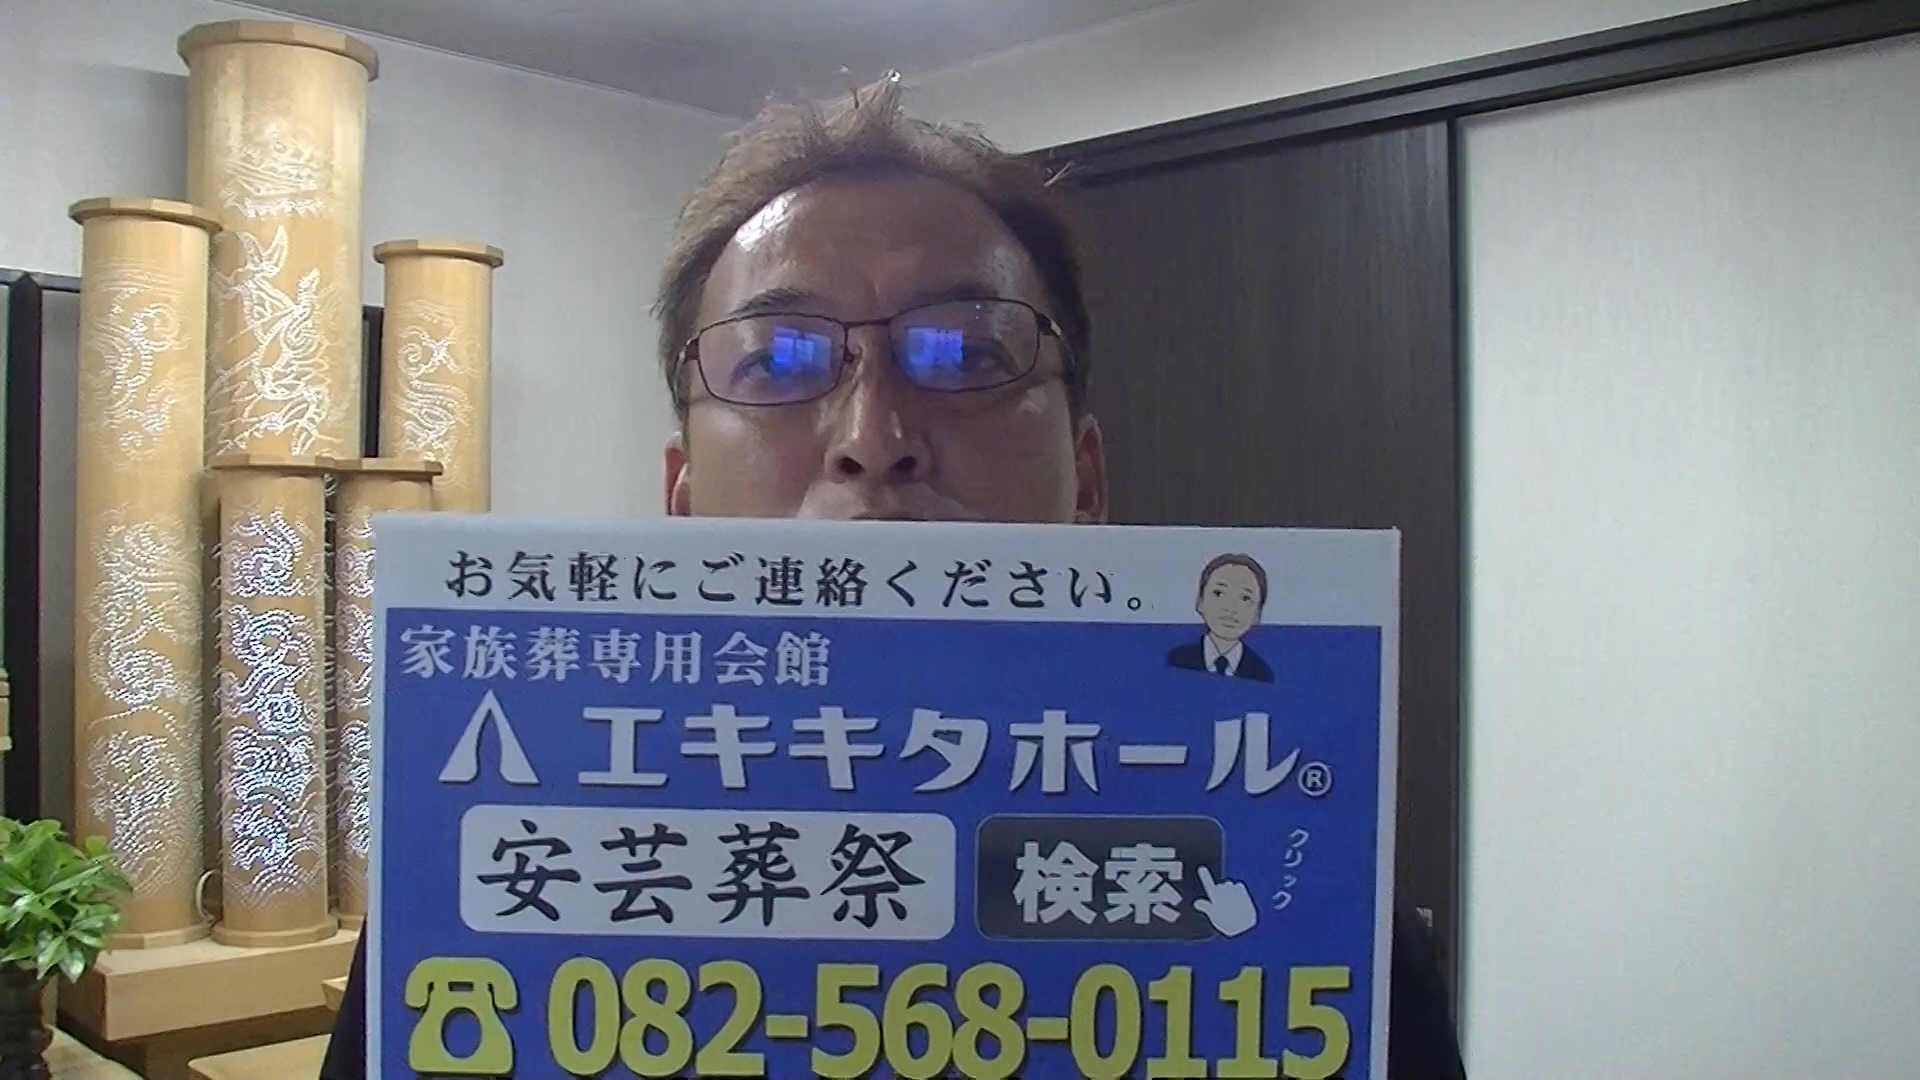 お気軽にご連絡ください。
家族葬専用会館
エキキタホール®
安芸葬祭 検索 クリック
082-568-0115